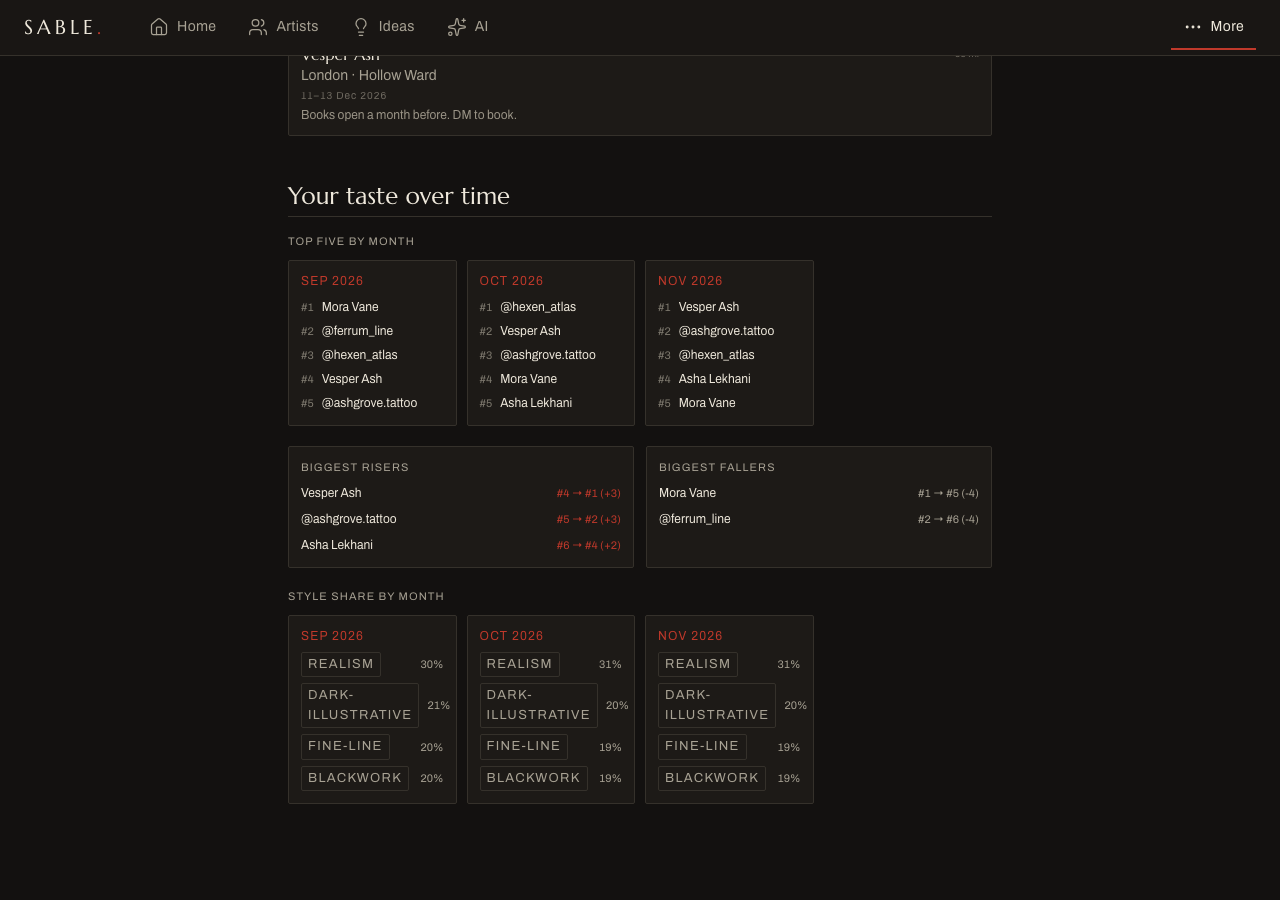 SABLE.
Home
Artists
Ideas
AI
More
Vesper Ash
London · Hollow Ward
11–13 Dec 2026
Books open a month before. DM to book.
Your taste over time
TOP FIVE BY MONTH
SEP 2026
#1 Mora Vane
#2 @ferrum_line
#3 @hexen_atlas
#4 Vesper Ash
#5 @ashgrove.tattoo
OCT 2026
#1 @hexen_atlas
#2 Vesper Ash
#3 @ashgrove.tattoo
#4 Mora Vane
#5 Asha Lekhani
NOV 2026
#1 Vesper Ash
#2 @ashgrove.tattoo
#3 @hexen_atlas
#4 Asha Lekhani
#5 Mora Vane
BIGGEST RISERS
Vesper Ash #4 → #1 (+3)
@ashgrove.tattoo #5 → #2 (+3)
Asha Lekhani #6 → #4 (+2)
BIGGEST FALLERS
Mora Vane #1 → #5 (-4)
@ferrum_line #2 → #6 (-4)
STYLE SHARE BY MONTH
SEP 2026
REALISM 30%
DARK-
ILLUSTRATIVE 21%
FINE-LINE 20%
BLACKWORK 20%
OCT 2026
REALISM 31%
DARK-
ILLUSTRATIVE 20%
FINE-LINE 19%
BLACKWORK 19%
NOV 2026
REALISM 31%
DARK-
ILLUSTRATIVE 20%
FINE-LINE 19%
BLACKWORK 19%